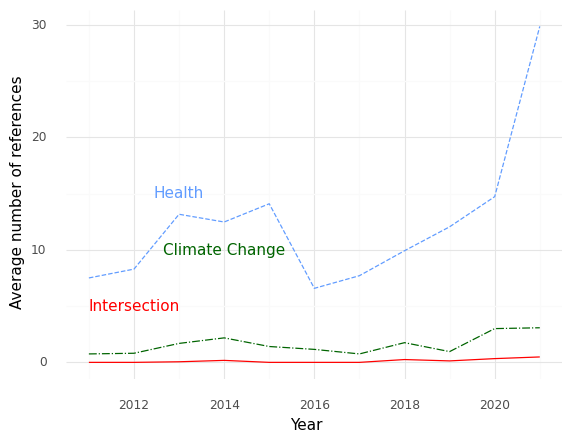 30
20
10
0
Average number of references
Health
Climate Change
Intersection
2012
2014
2016
2018
2020
Year